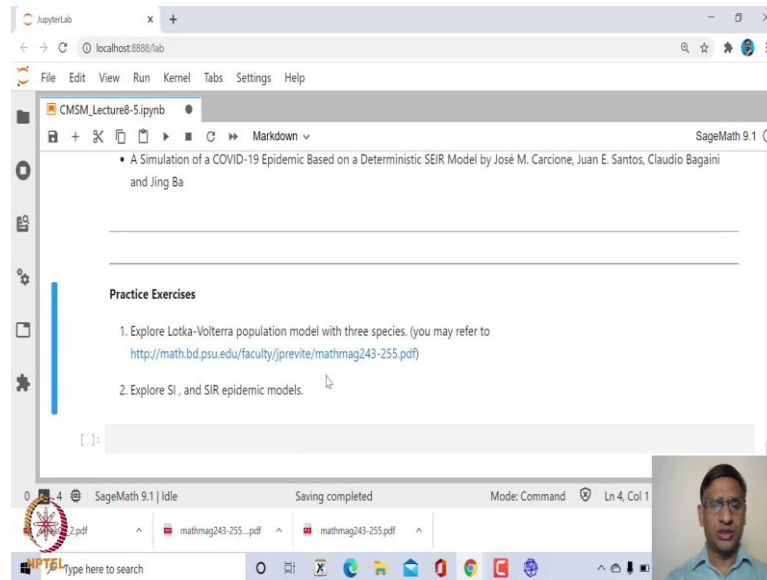 JupyterLab
localhost:8888/lab
File Edit View Run Kernel Tabs Settings Help
CMSM_Lecture8-5.ipynb
Markdown
SageMath 9.1
• A Simulation of a COVID-19 Epidemic Based on a Deterministic SEIR Model by José M. Carcione, Juan E. Santos, Claudio Bagaini
and Jing Ba
Practice Exercises
1. Explore Lotka-Volterra population model with three species. (you may refer to
http://math.bd.psu.edu/faculty/jprevite/mathmag243-255.pdf)
2. Explore SI , and SIR epidemic models.
[ ]:
0 4 SageMath 9.1 | Idle Saving completed Mode: Command Ln 4, Col 1
2.pdf mathmag243-255....pdf mathmag243-255.pdf
NPTEL
Type here to search